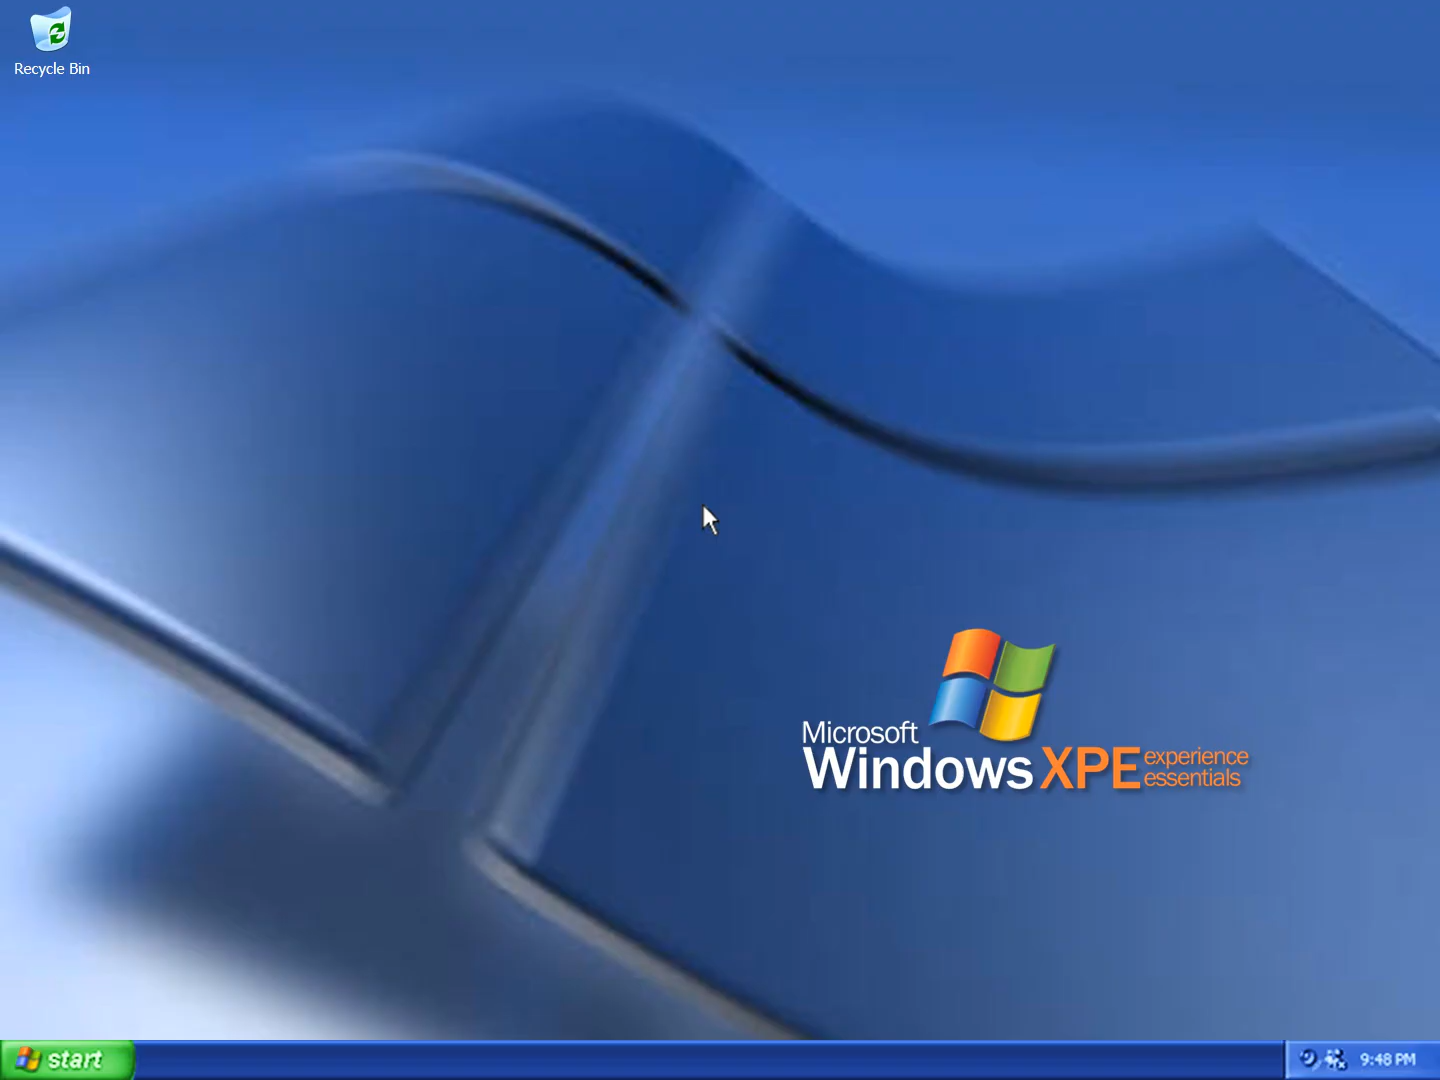 Recycle Bin
Microsoft
Windows XPE experience essentials
start
9:48 PM